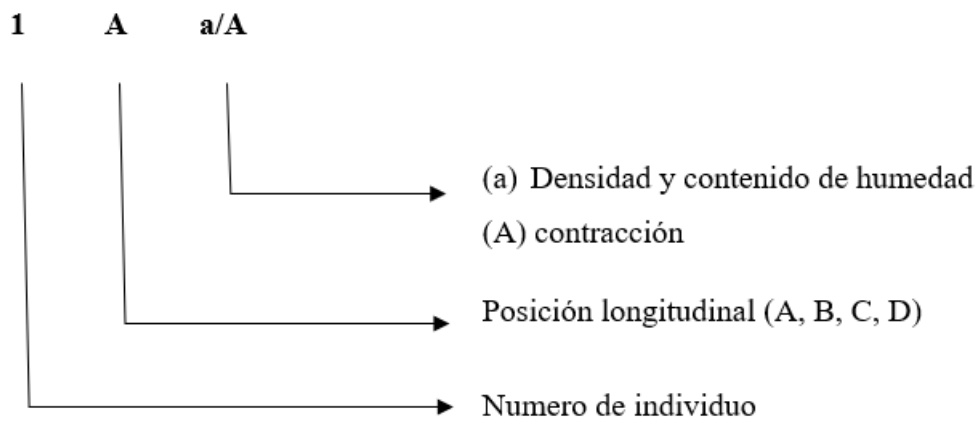 1 A a/A
(a) Densidad y contenido de humedad
(A) contracción
Posición longitudinal (A, B, C, D)
Numero de individuo